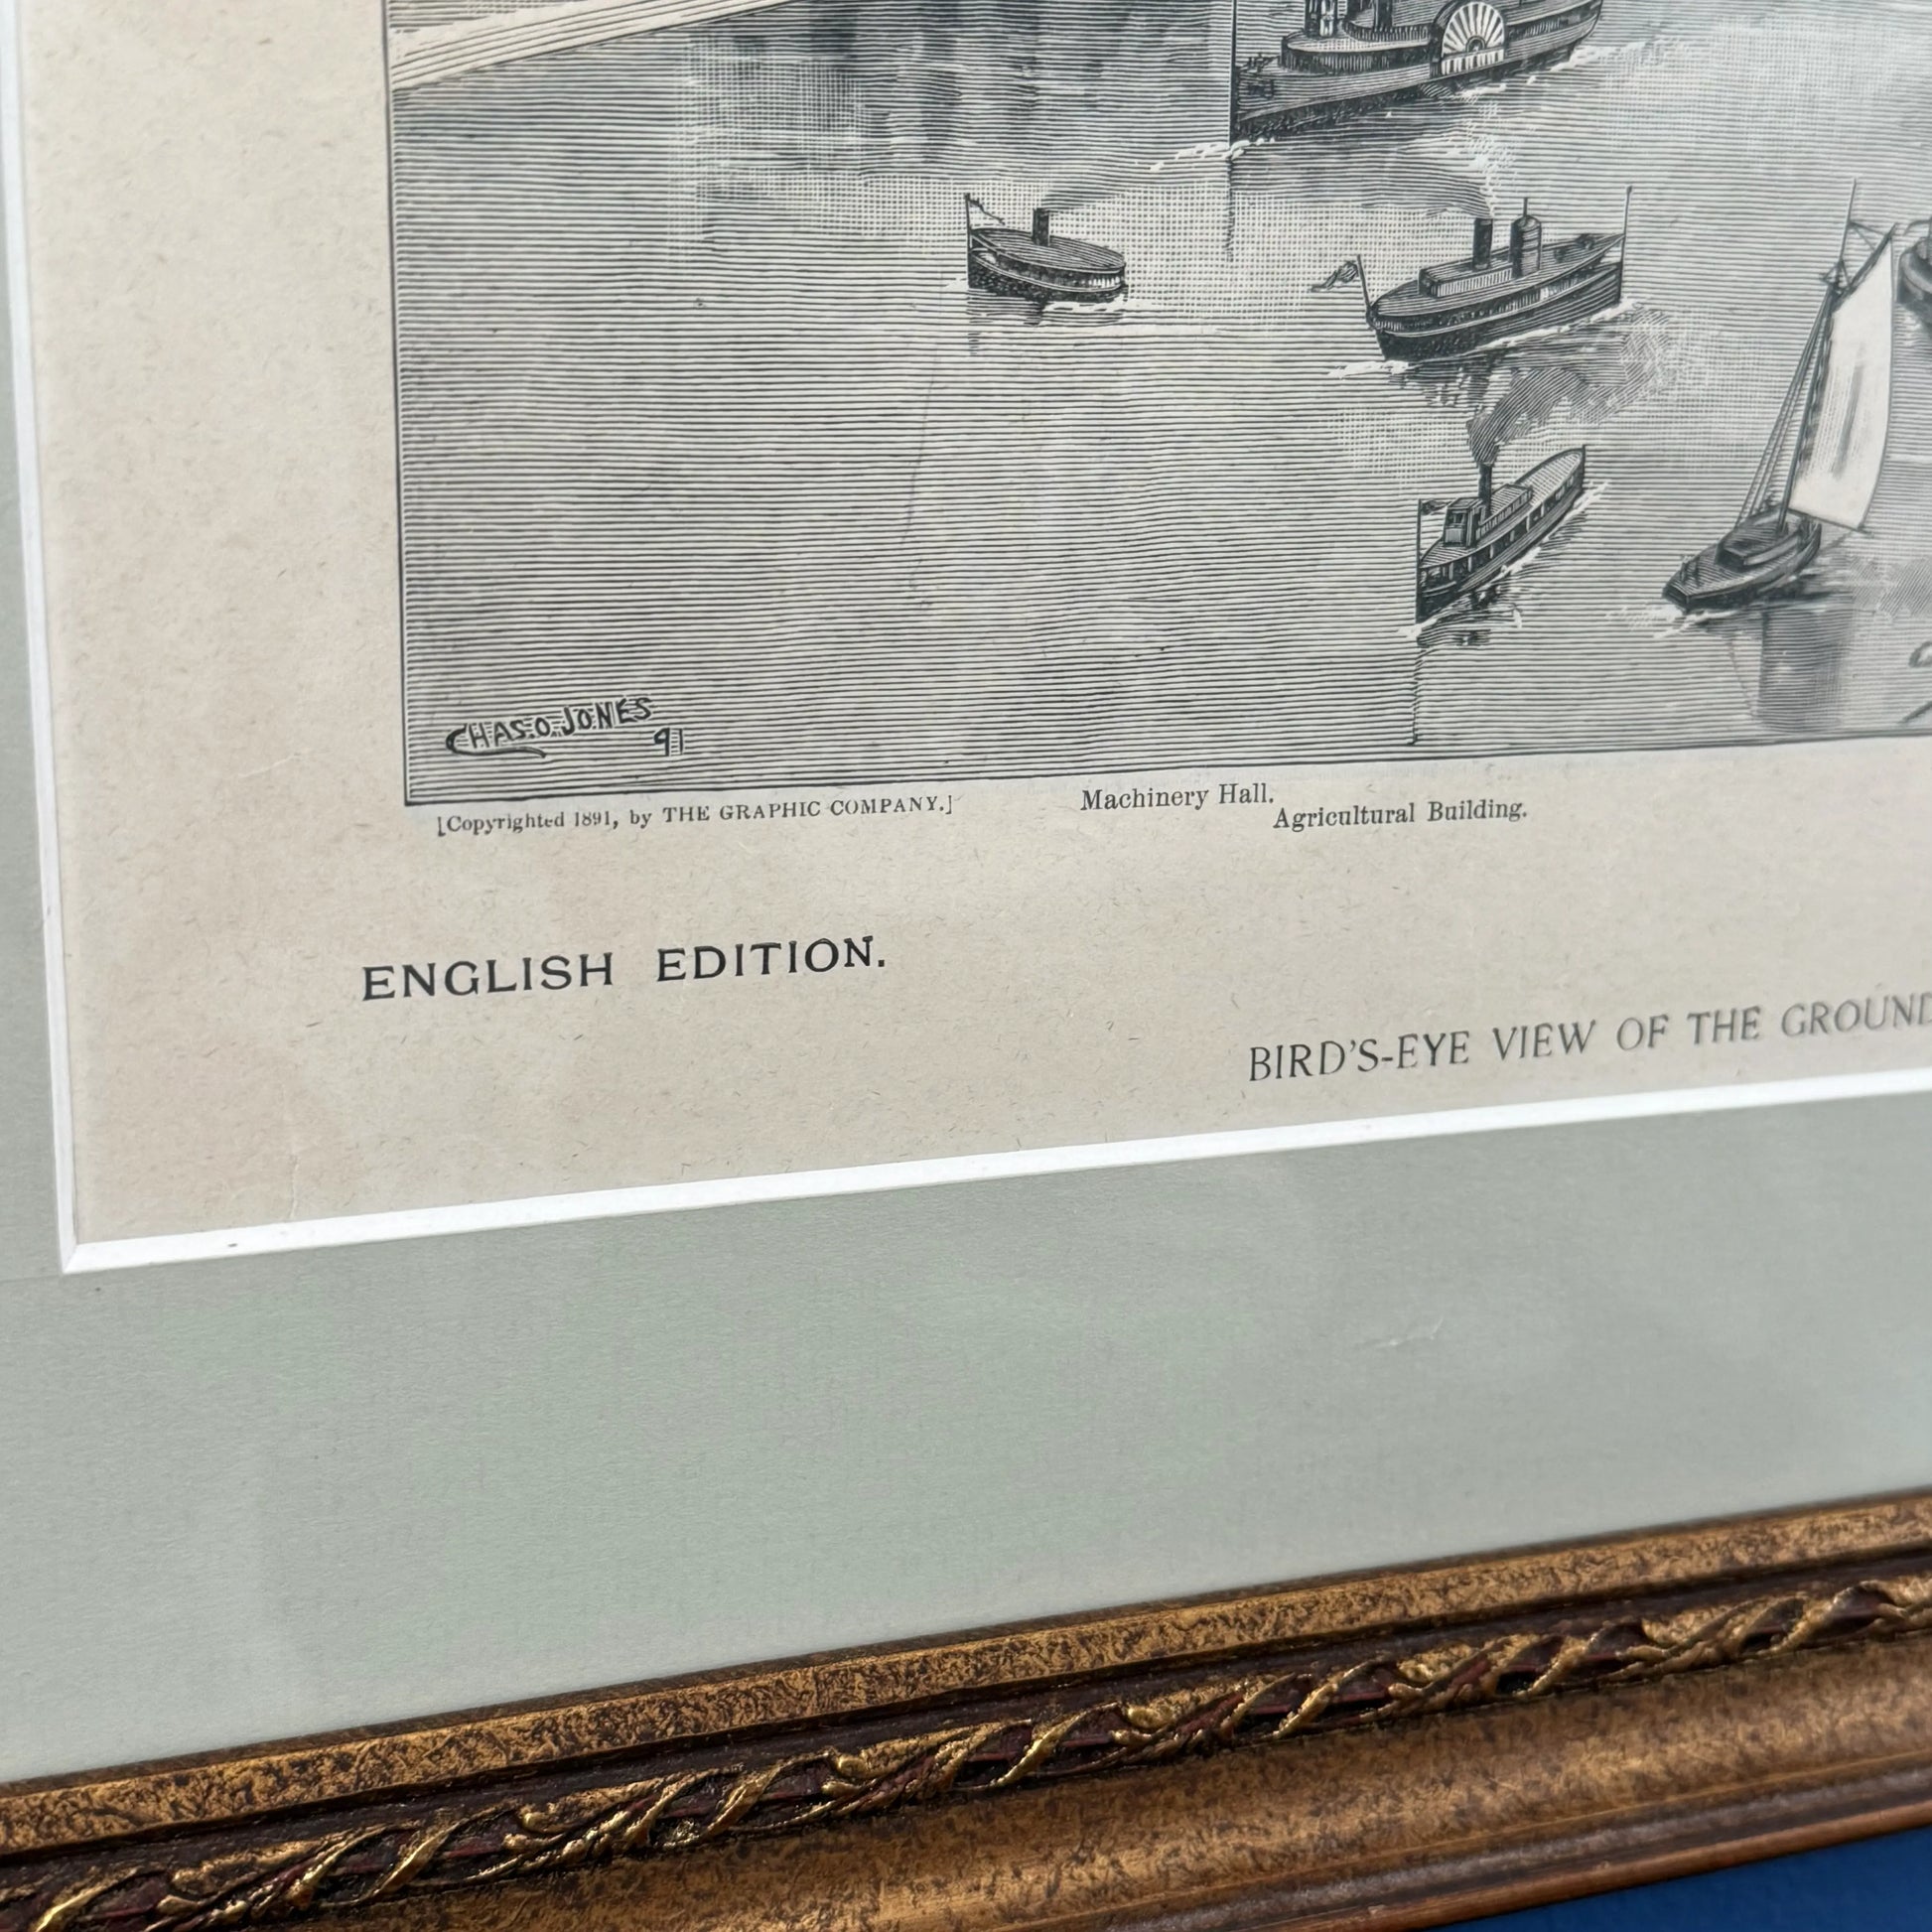 CHAS.O.JONES
91
[Copyrighted 1891, by THE GRAPHIC COMPANY.]
Machinery Hall.
Agricultural Building.
ENGLISH EDITION.
BIRD'S-EYE VIEW OF THE